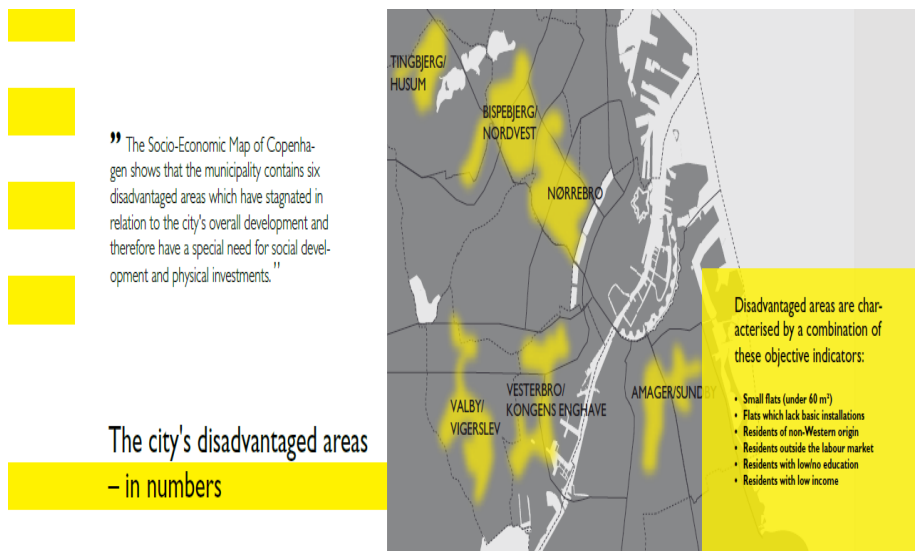 ” The Socio-Economic Map of Copenha-
gen shows that the municipality contains six
disadvantaged areas which have stagnated in
relation to the city's overall development and
therefore have a special need for social devel-
opment and physical investments.”
The city's disadvantaged areas
– in numbers
TINGBJERG/
HUSUM
BISPEBJERG/
NORDVEST
NØRREBRO
VALBY/
VIGERSLEV
VESTERBRO/
KONGENS ENGHAVE
AMAGER/SUNDBY
Disadvantaged areas are char-
acterised by a combination of
these objective indicators:
• Small flats (under 60 m²)
• Flats which lack basic installations
• Residents of non-Western origin
• Residents outside the labour market
• Residents with low/no education
• Residents with low income